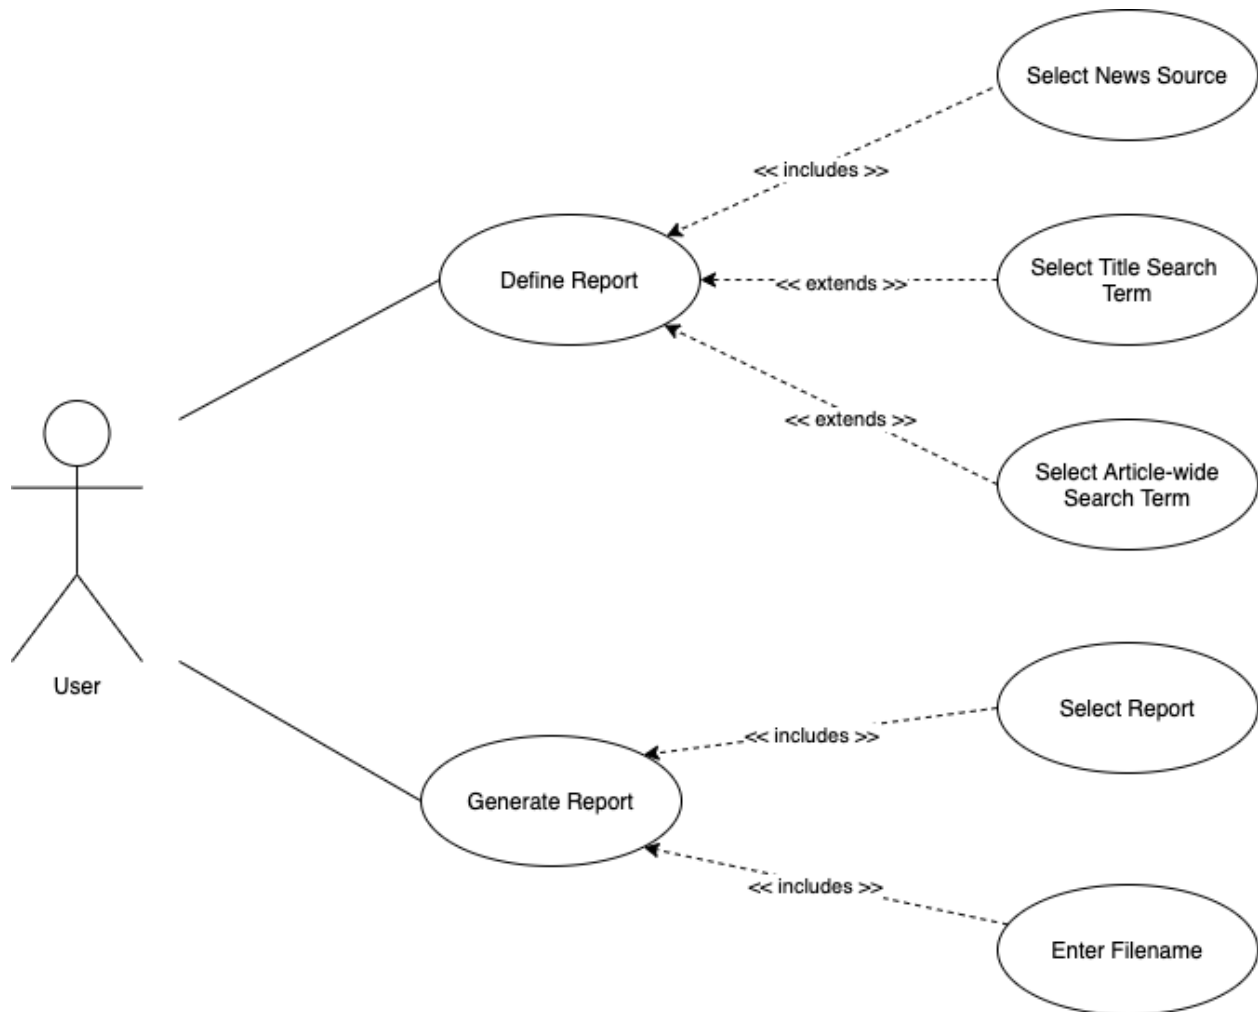 Select News Source
<< includes >>
Define Report
<< extends >>
Select Title Search
Term
<< extends >>
Select Article-wide
Search Term
User
Select Report
<< includes >>
Generate Report
<< includes >>
Enter Filename